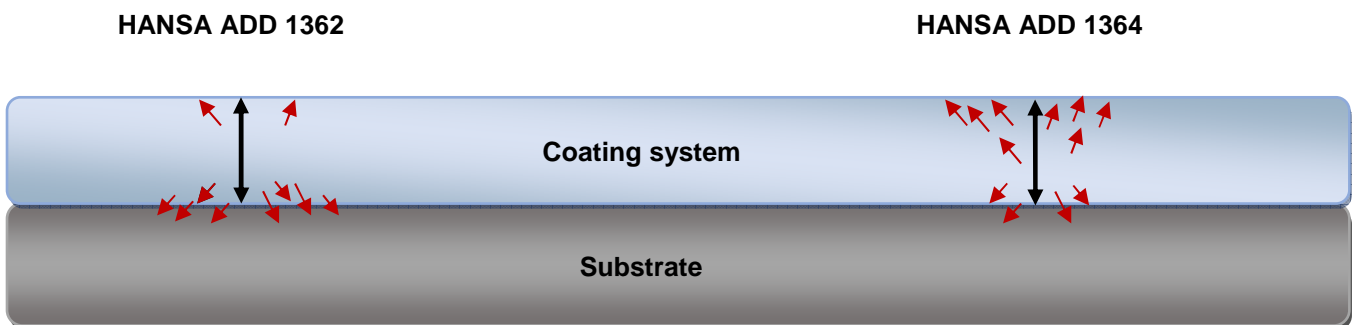 HANSA ADD 1362
HANSA ADD 1364
Coating system
Substrate